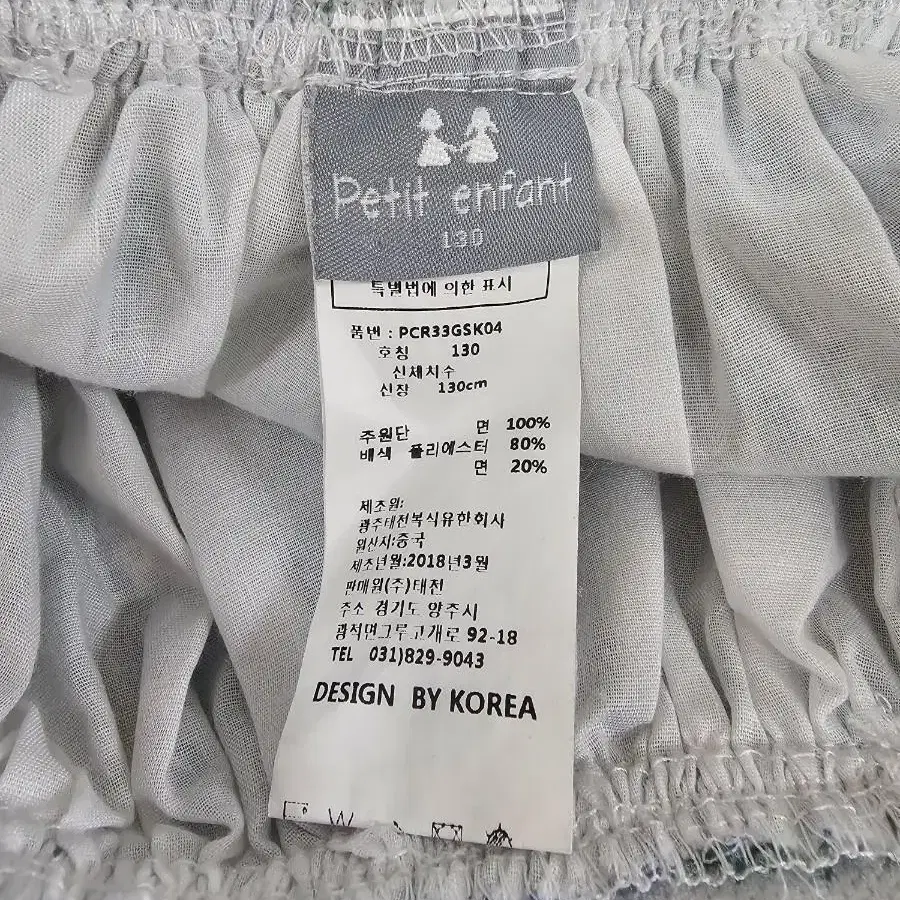 Petit enfant
130
특별법에 의한 표시
품번 : PCR33GSK04
호칭 130
신체치수
신장 130cm
주원단 면 100%
배색 폴리에스터 80%
면 20%
제조원:
광주태전복식유한회사
원산지:중국
제조년월:2018년3월
판매원(주)태전
주소 경기도 양주시
광적면그루고개로 92-18
TEL 031)829-9043
DESIGN BY KOREA